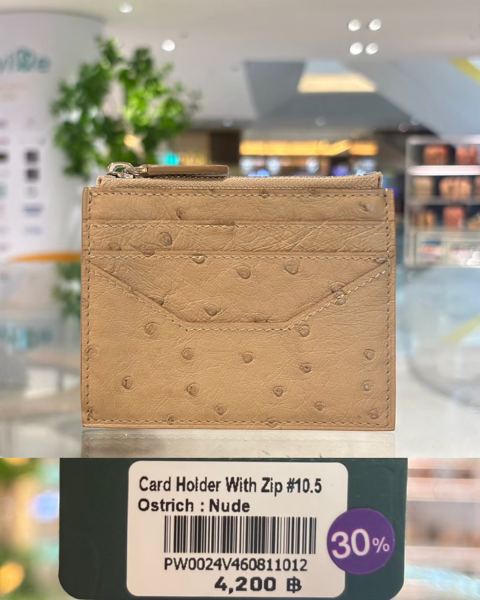 Card Holder With Zip #10.5
Ostrich : Nude
PW0024V460811012
4,200 ฿
30%